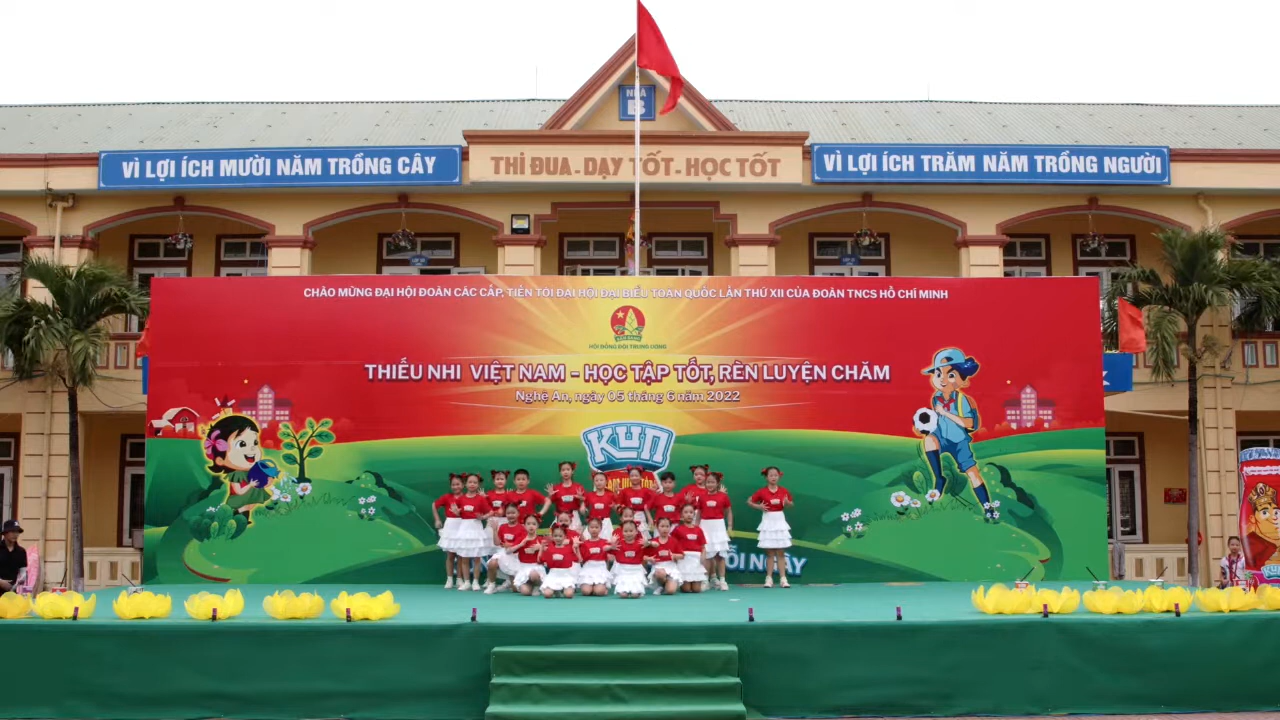 NHÀ
B
VÌ LỢI ÍCH MƯỜI NĂM TRỒNG CÂY
THI ĐUA - DẠY TỐT - HỌC TỐT
VÌ LỢI ÍCH TRĂM NĂM TRỒNG NGƯỜI
CHÀO MỪNG ĐẠI HỘI ĐOÀN CÁC CẤP, TIẾN TỚI ĐẠI HỘI ĐẠI BIỂU TOÀN QUỐC LẦN THỨ XII CỦA ĐOÀN TNCS HỒ CHÍ MINH
HỘI ĐỒNG ĐỘI TRUNG ƯƠNG
THIẾU NHI VIỆT NAM - HỌC TẬP TỐT, RÈN LUYỆN CHĂM
Nghệ An, ngày 05 tháng 6 năm 2022
KUN
MỖI NGÀY